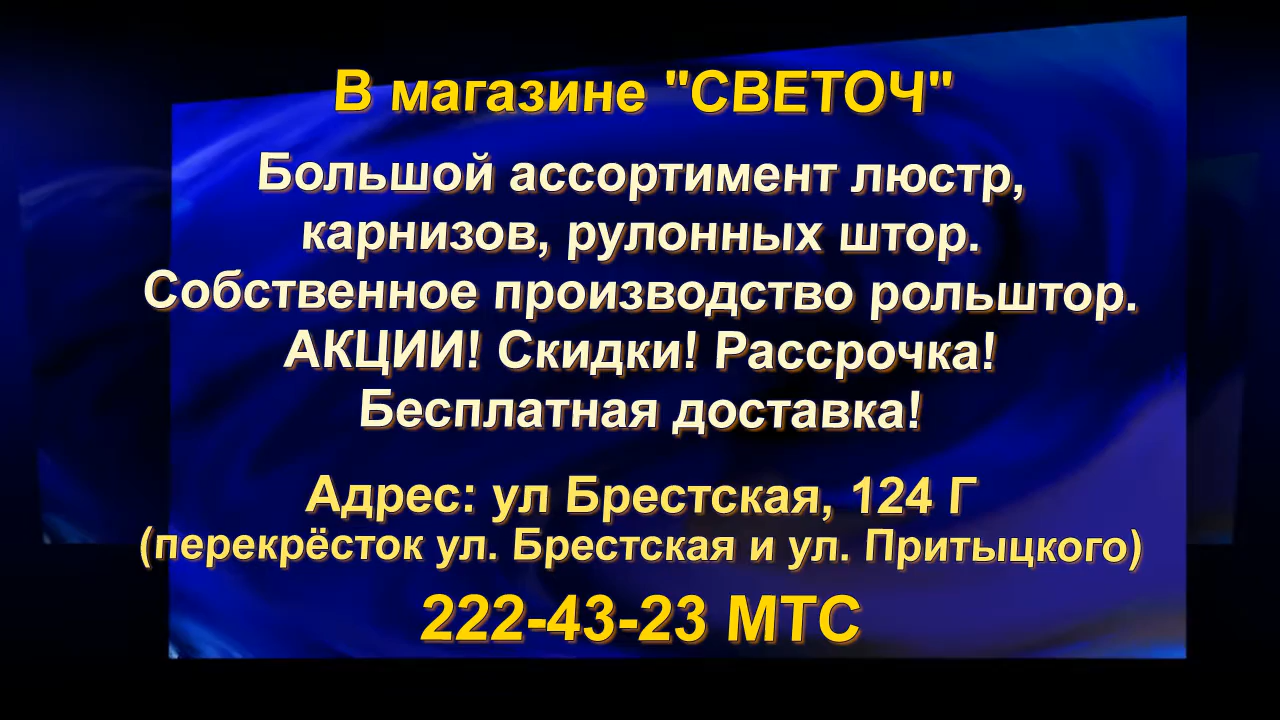 В магазине "СВЕТОЧ"
Большой ассортимент люстр,
карнизов, рулонных штор.
Собственное производство рольштор.
АКЦИИ! Скидки! Рассрочка!
Бесплатная доставка!
Адрес: ул Брестская, 124 Г
(перекрёсток ул. Брестская и ул. Притыцкого)
222-43-23 МТС